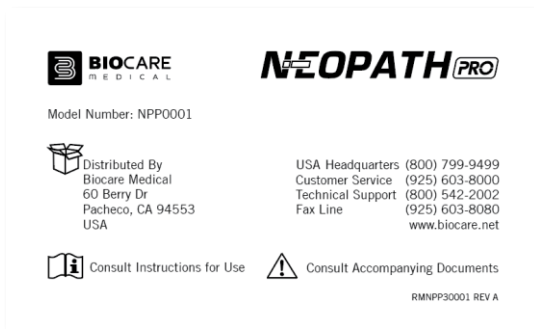 BIOCARE
MEDICAL
NEOPATH PRO
Model Number: NPP0001
Distributed By
Biocare Medical
60 Berry Dr
Pacheco, CA 94553
USA
USA Headquarters (800) 799-9499
Customer Service (925) 603-8000
Technical Support (800) 542-2002
Fax Line (925) 603-8080
www.biocare.net
Consult Instructions for Use
Consult Accompanying Documents
RMNPP30001 REV A